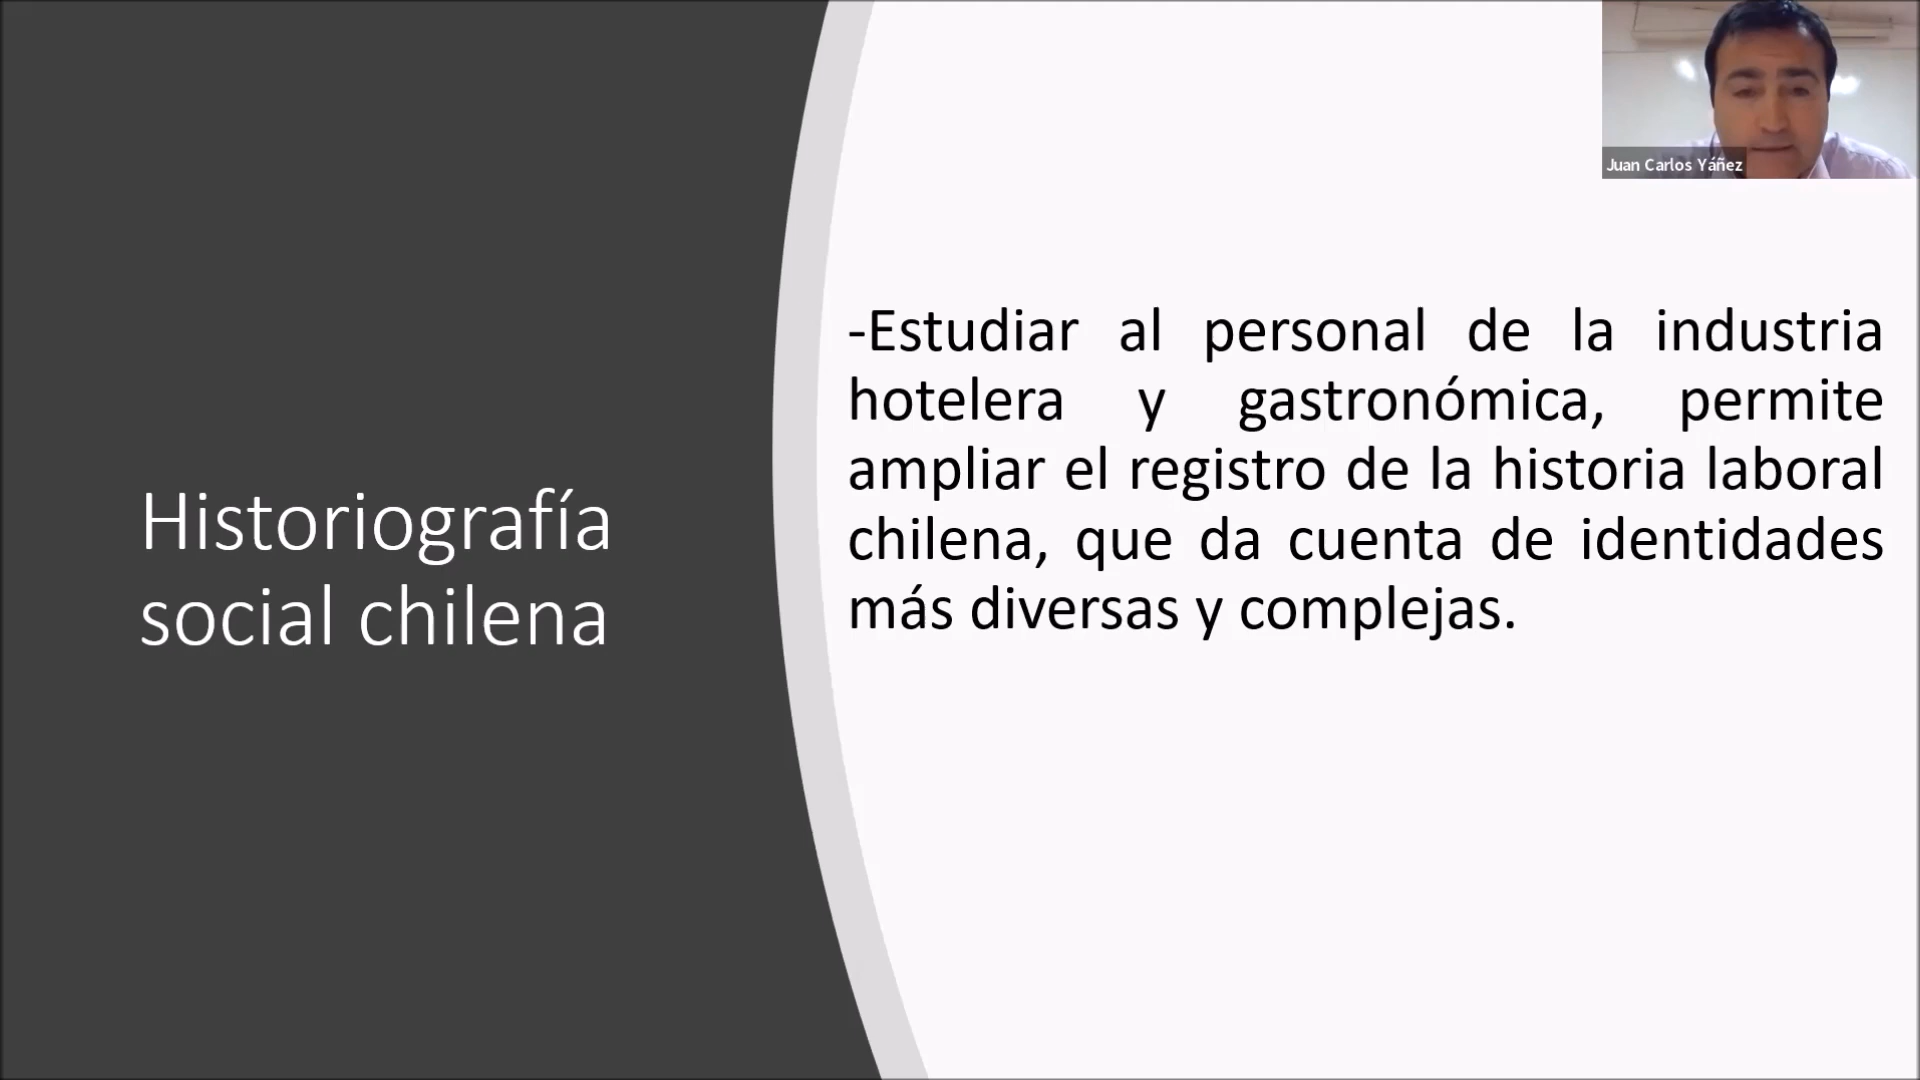 Historiografía
social chilena
-Estudiar al personal de la industria
hotelera y gastronómica, permite
ampliar el registro de la historia laboral
chilena, que da cuenta de identidades
más diversas y complejas.
Juan Carlos Yáñez